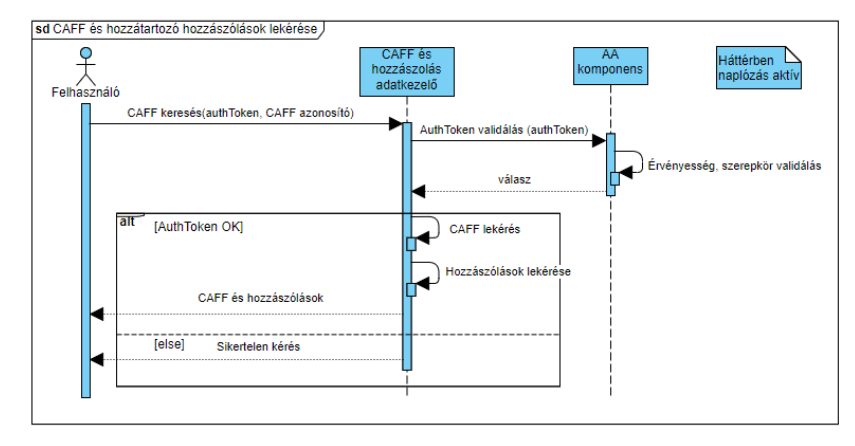 sd CAFF és hozzátartozó hozzászólások lekérése
Felhasználó
CAFF és
hozzászolás
adatkezelő
AA
komponens
Háttérben
naplózás aktív
CAFF keresés(authToken, CAFF azonosító)
AuthToken validálás (authToken)
Érvényesség, szerepkör validálás
válasz
alt
[AuthToken OK]
CAFF lekérés
Hozzászólások lekérése
CAFF és hozzászólások
[else]
Sikertelen kérés